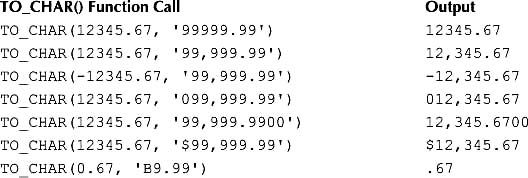 TO_CHAR() Function Call Output
TO_CHAR(12345.67, '99999.99') 12345.67
TO_CHAR(12345.67, '99,999.99') 12,345.67
TO_CHAR(-12345.67, '99,999.99') -12,345.67
TO_CHAR(12345.67, '099,999.99') 012,345.67
TO_CHAR(12345.67, '99,999.9900') 12,345.6700
TO_CHAR(12345.67, '$99,999.99') $12,345.67
TO_CHAR(0.67, 'B9.99') .67